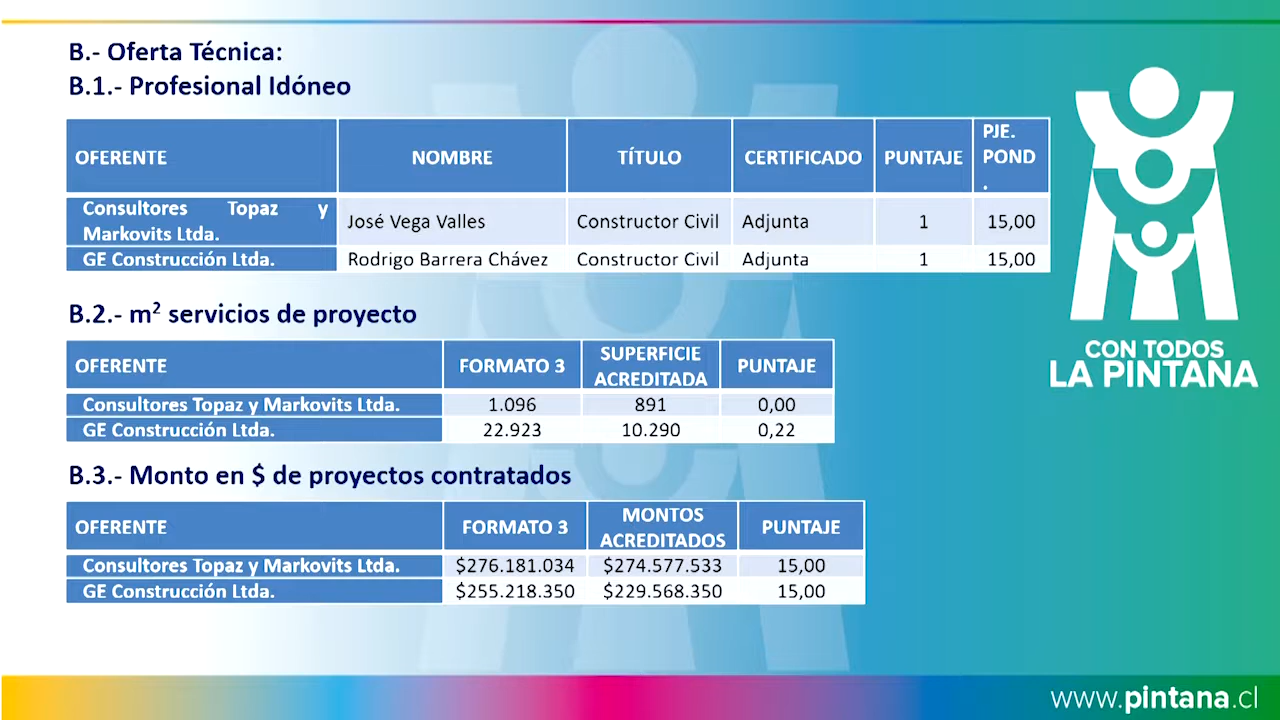 B.- Oferta Técnica:
B.1.- Profesional Idóneo
OFERENTE NOMBRE TÍTULO CERTIFICADO PUNTAJE PJE. POND.
Consultores Topaz y Markovits Ltda. José Vega Valles Constructor Civil Adjunta 1 15,00
GE Construcción Ltda. Rodrigo Barrera Chávez Constructor Civil Adjunta 1 15,00
B.2.- m² servicios de proyecto
OFERENTE FORMATO 3 SUPERFICIE ACREDITADA PUNTAJE
Consultores Topaz y Markovits Ltda. 1.096 891 0,00
GE Construcción Ltda. 22.923 10.290 0,22
B.3.- Monto en $ de proyectos contratados
OFERENTE FORMATO 3 MONTOS ACREDITADOS PUNTAJE
Consultores Topaz y Markovits Ltda. $276.181.034 $274.577.533 15,00
GE Construcción Ltda. $255.218.350 $229.568.350 15,00
CON TODOS
LA PINTANA
www.pintana.cl